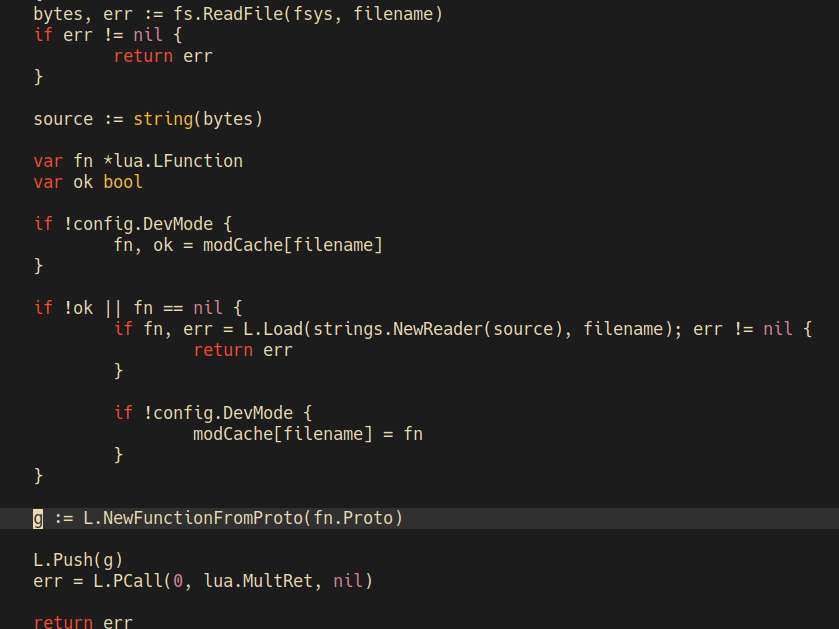 bytes, err := fs.ReadFile(fsys, filename)
if err != nil {
        return err
}

source := string(bytes)

var fn *lua.LFunction
var ok bool

if !config.DevMode {
        fn, ok = modCache[filename]
}

if !ok || fn == nil {
        if fn, err = L.Load(strings.NewReader(source), filename); err != nil {
                return err
        }

        if !config.DevMode {
                modCache[filename] = fn
        }
}

g := L.NewFunctionFromProto(fn.Proto)

L.Push(g)
err = L.PCall(0, lua.MultRet, nil)

return err